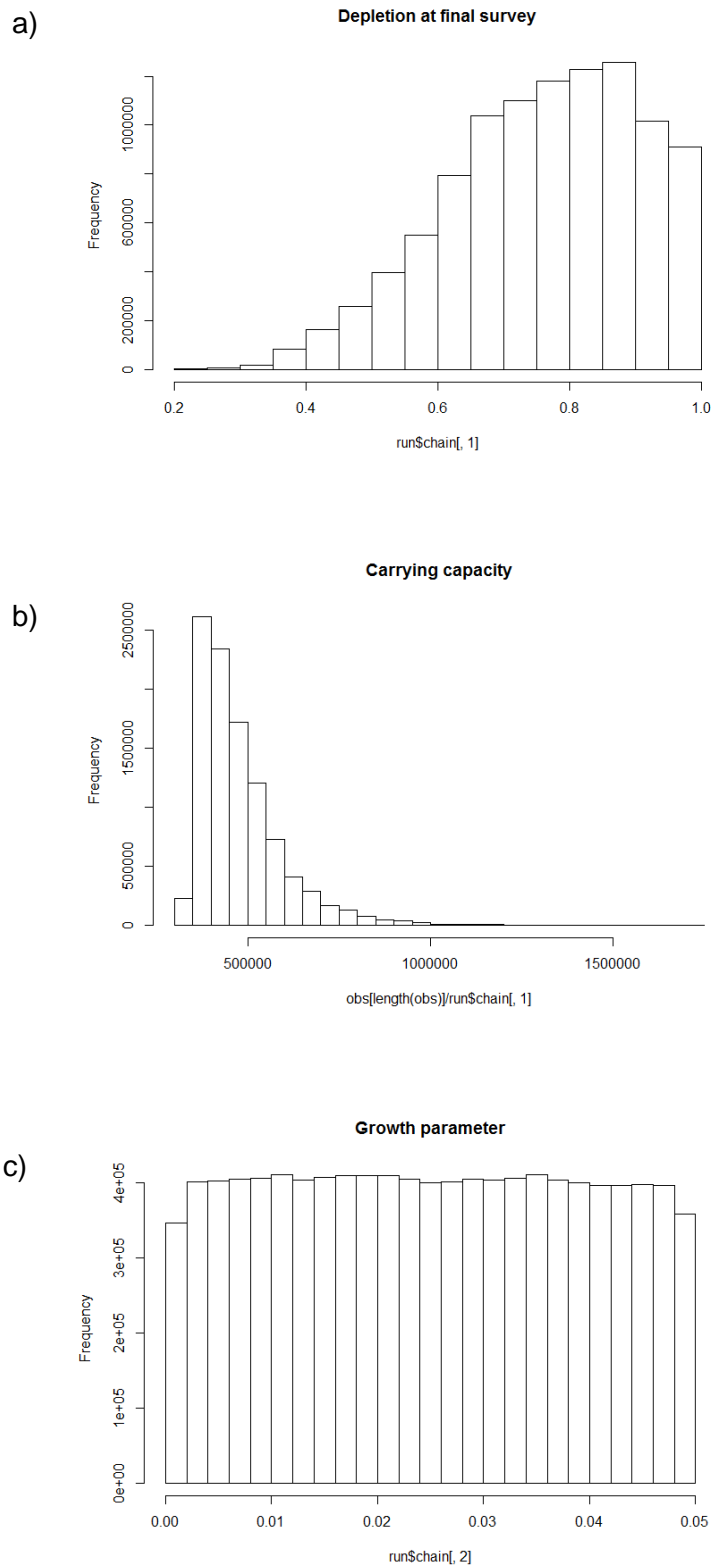 a)
Depletion at final survey
Frequency
0 200000 600000 1000000
0.2 0.4 0.6 0.8 1.0
run$chain[, 1]
b)
Carrying capacity
Frequency
0 500000 1500000 2500000
500000 1000000 1500000
obs[length(obs)]/run$chain[, 1]
c)
Growth parameter
Frequency
0e+00 1e+05 2e+05 3e+05 4e+05
0.00 0.01 0.02 0.03 0.04 0.05
run$chain[, 2]